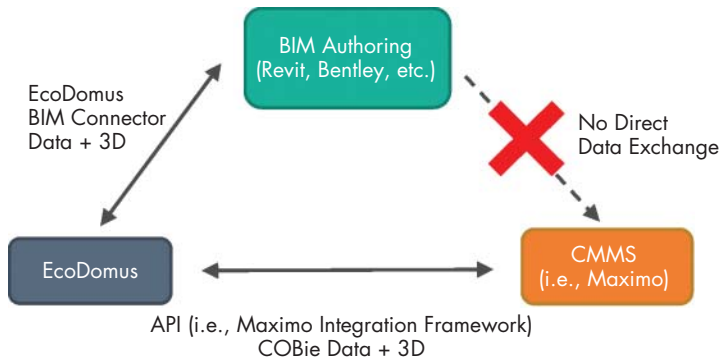 BIM Authoring
(Revit, Bentley, etc.)
EcoDomus
BIM Connector
Data + 3D
No Direct
Data Exchange
EcoDomus
CMMS
(i.e., Maximo)
API (i.e., Maximo Integration Framework)
COBie Data + 3D